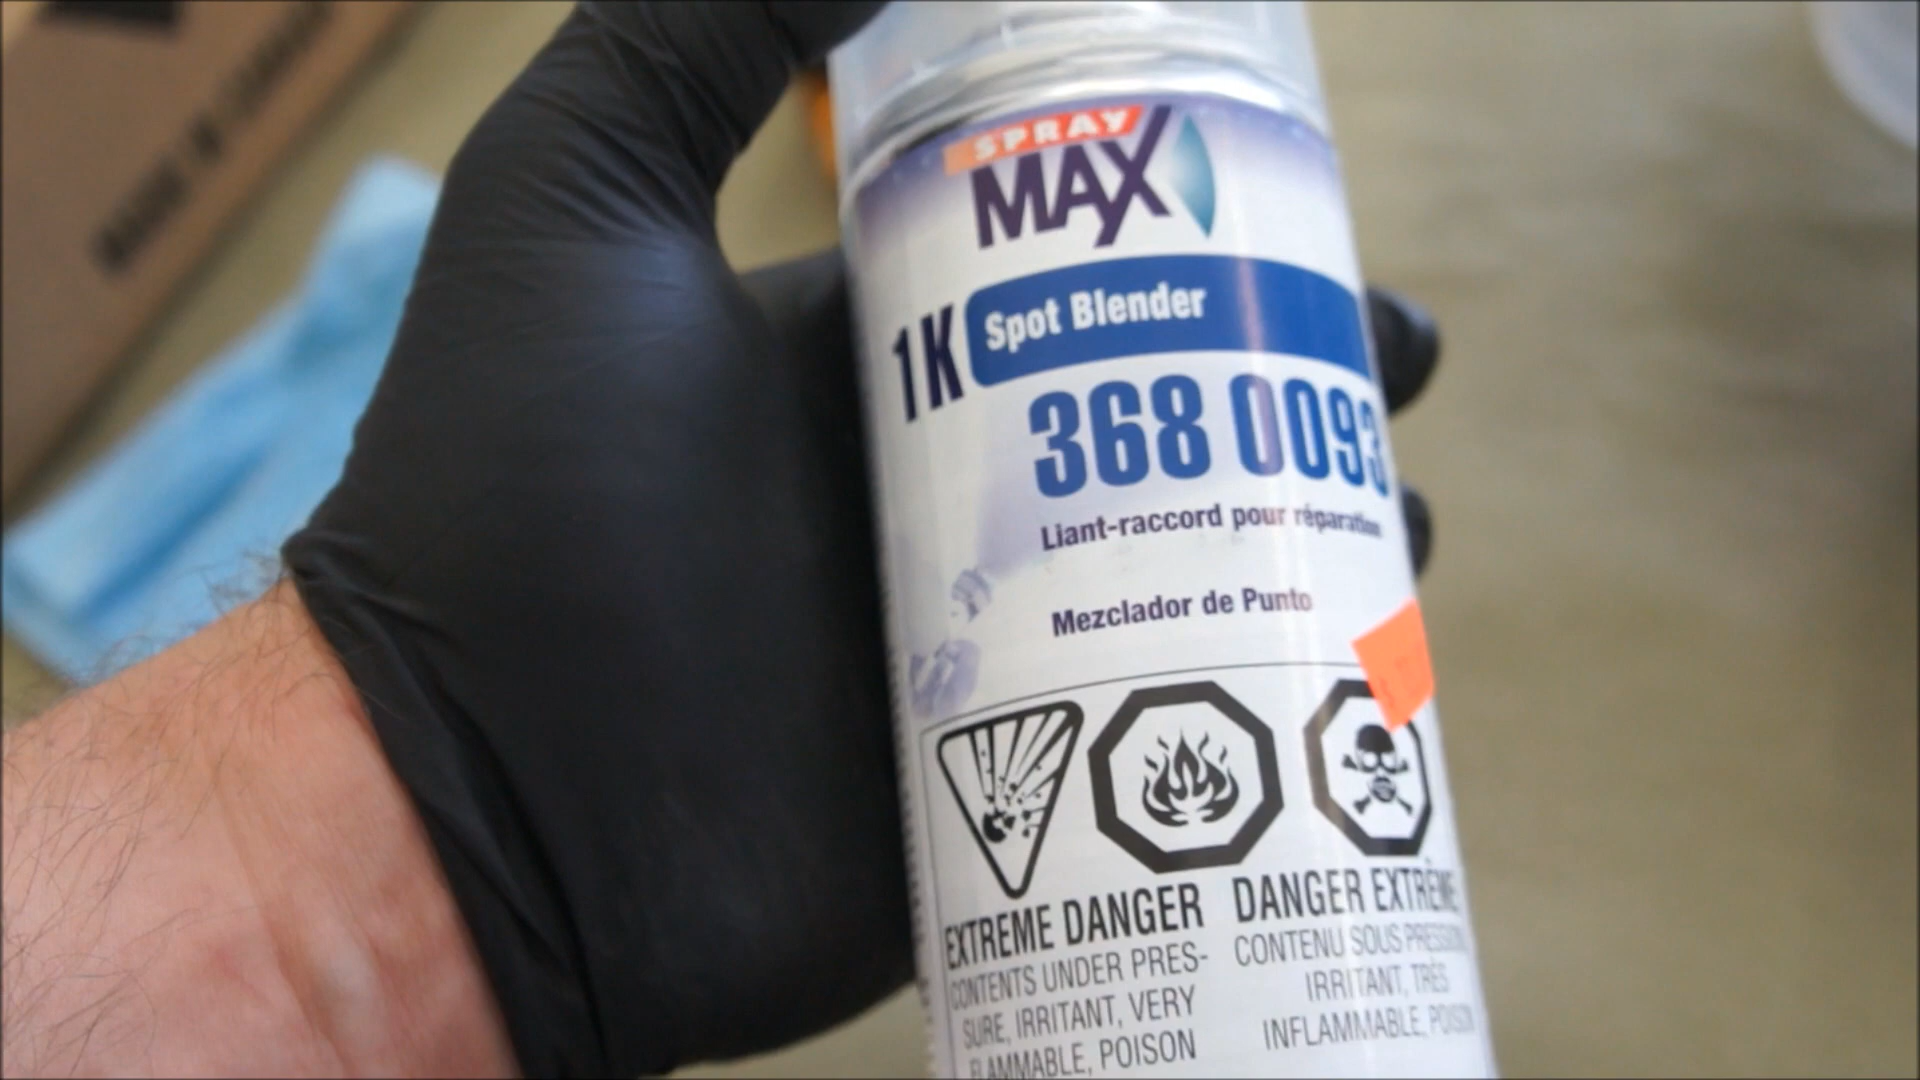 SPRAY
MAX
1K Spot Blender
368 0093
Liant-raccord pour réparation
Mezclador de Punto
EXTREME DANGER
CONTENTS UNDER PRES-
SURE, IRRITANT, VERY
FLAMMABLE, POISON
DANGER EXTRÊME
CONTENU SOUS PRESSION
IRRITANT, TRÈS
INFLAMMABLE, POISON